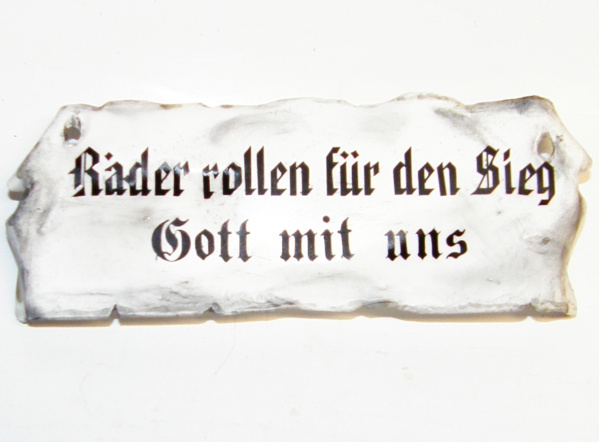 Räder rollen für den Sieg
Gott mit uns